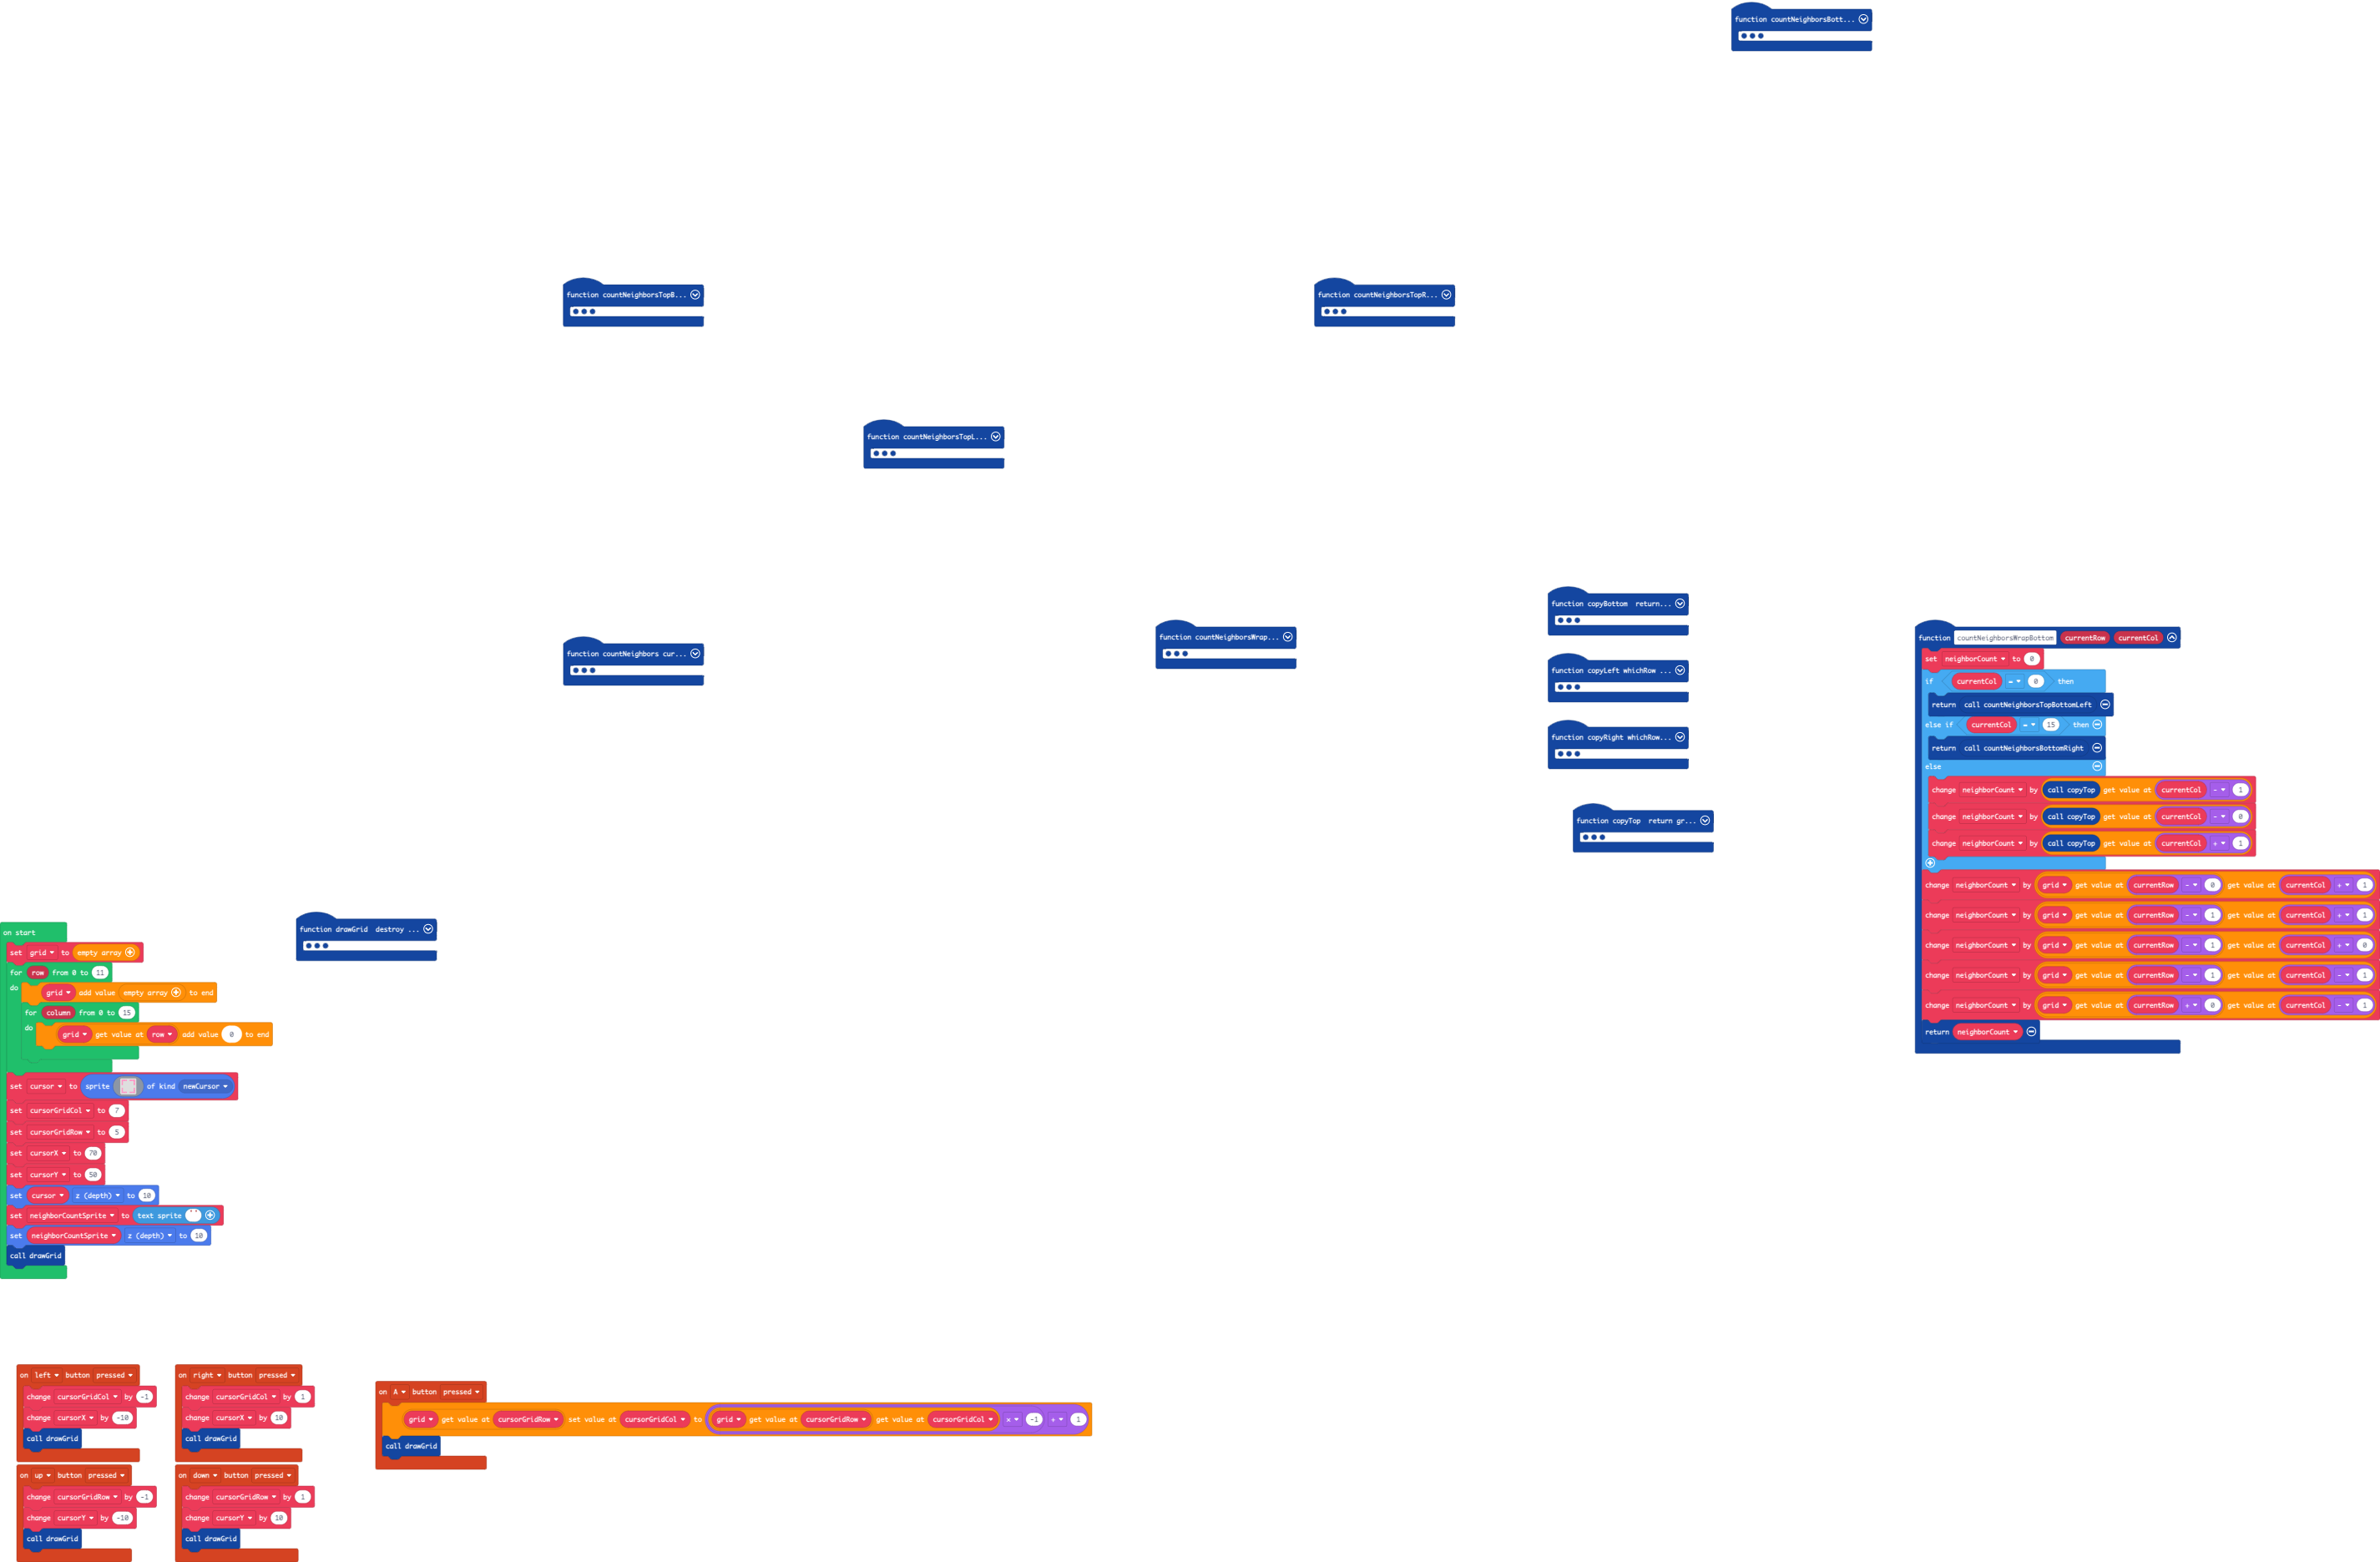 function countNeighborsBott...
function countNeighborsTopB...
function countNeighborsTopR...
function countNeighborsTopL...
function countNeighbors cur...
function countNeighborsWrap...
function copyBottom return...
function copyLeft whichRow ...
function copyRight whichRow...
function copyTop return gr...
function countNeighborsWrapBottom currentRow currentCol
set neighborCount to 0
if currentCol = 0 then
return call countNeighborsTopBottomLeft
else if currentCol = 15 then
return call countNeighborsBottomRight
else
change neighborCount by call copyTop get value at currentCol - 1
change neighborCount by call copyTop get value at currentCol - 0
change neighborCount by call copyTop get value at currentCol + 1
change neighborCount by grid get value at currentRow - 0 get value at currentCol + 1
change neighborCount by grid get value at currentRow - 1 get value at currentCol + 1
change neighborCount by grid get value at currentRow - 1 get value at currentCol + 0
change neighborCount by grid get value at currentRow - 1 get value at currentCol - 1
change neighborCount by grid get value at currentRow + 0 get value at currentCol - 1
return neighborCount
function drawGrid destroy ...
on start
set grid to empty array
for row from 0 to 11
do grid add value empty array to end
for column from 0 to 15
do grid get value at row add value 0 to end
set cursor to sprite of kind newCursor
set cursorGridCol to 7
set cursorGridRow to 5
set cursorX to 70
set cursorY to 50
set cursor z (depth) to 10
set neighborCountSprite to text sprite " "
set neighborCountSprite z (depth) to 10
call drawGrid
on left button pressed
change cursorGridCol by -1
change cursorX by -10
call drawGrid
on right button pressed
change cursorGridCol by 1
change cursorX by 10
call drawGrid
on A button pressed
grid get value at cursorGridRow set value at cursorGridCol to grid get value at cursorGridRow get value at cursorGridCol × -1 + 1
call drawGrid
on up button pressed
change cursorGridRow by -1
change cursorY by -10
call drawGrid
on down button pressed
change cursorGridRow by 1
change cursorY by 10
call drawGrid